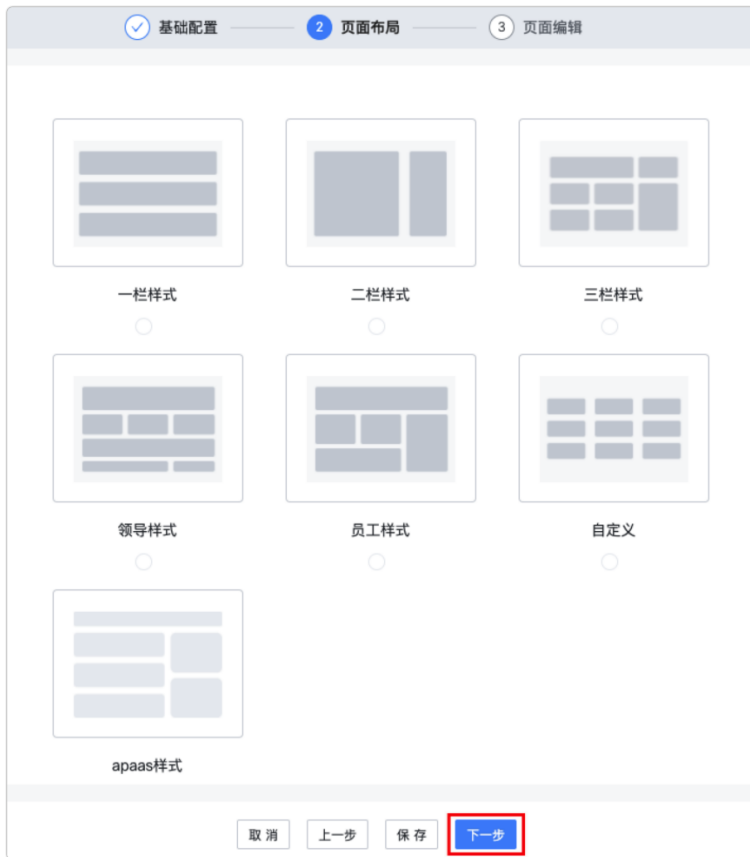 基础配置 2 页面布局 3 页面编辑
一栏样式 二栏样式 三栏样式
领导样式 员工样式 自定义
apaas样式
取 消 上一步 保 存 下一步